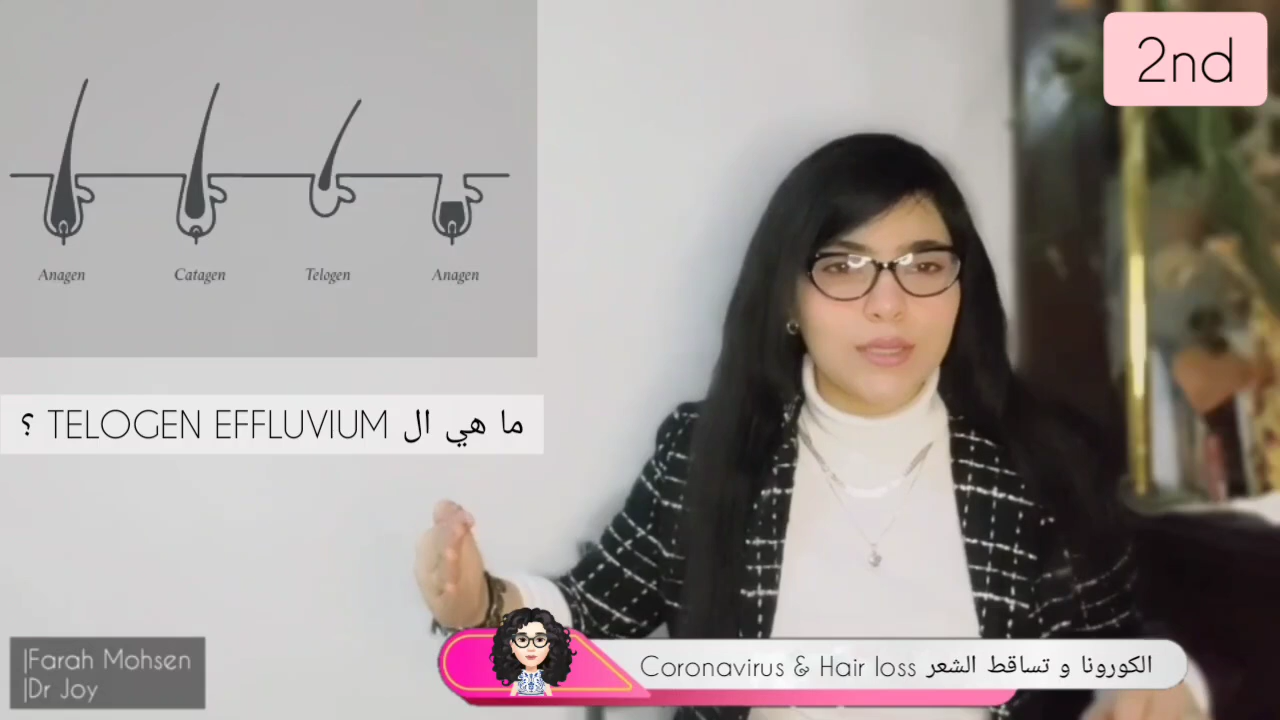 2nd
Anagen
Catagen
Telogen
Anagen
ما هي ال TELOGEN EFFLUVIUM ؟
|Farah Mohsen
|Dr Joy
الكورونا و تساقط الشعر Coronavirus & Hair loss